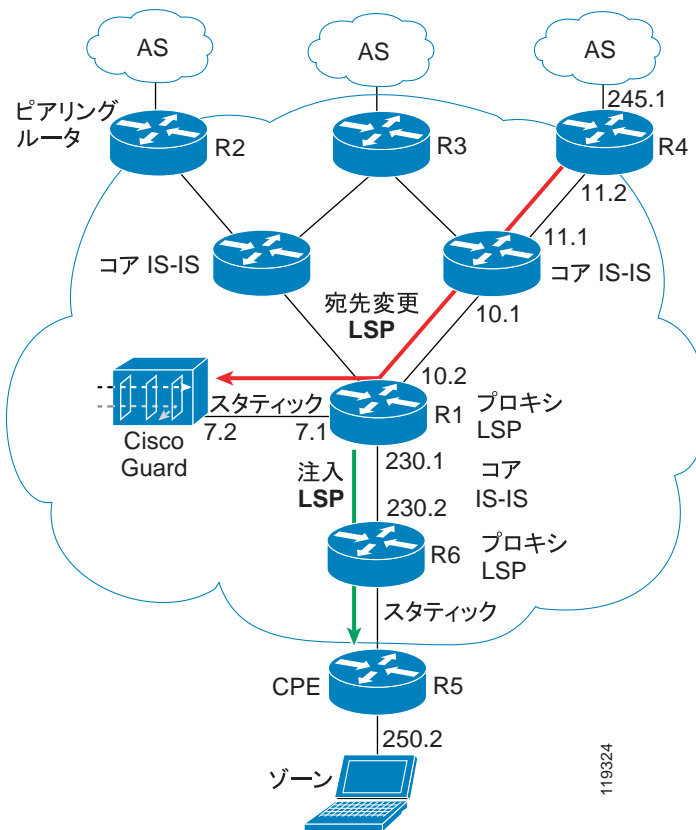 AS
AS
AS
ピアリング
ルータ
R2
R3
245.1
R4
11.2
11.1
コア IS-IS
コア IS-IS
宛先変更
LSP
10.1
10.2
スタティック
R1
プロキシ
LSP
7.2
7.1
Cisco
Guard
注入
LSP
230.1
コア
IS-IS
230.2
R6
プロキシ
LSP
スタティック
CPE
R5
250.2
ゾーン
119324